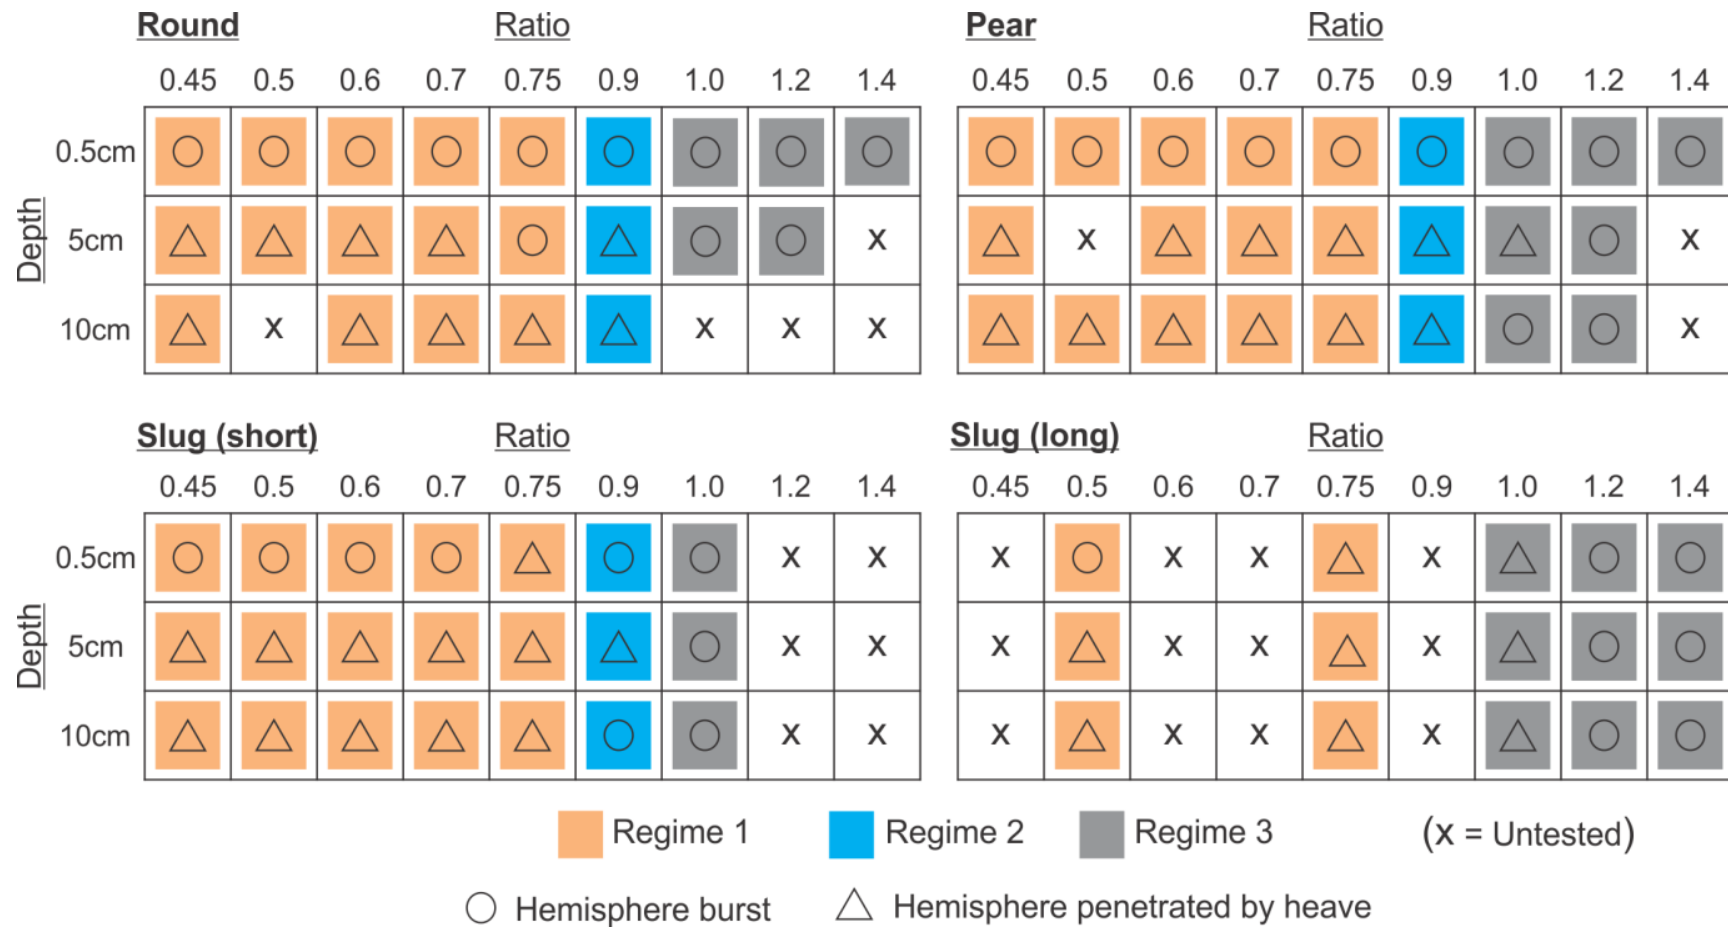 Round Ratio
0.45 0.5 0.6 0.7 0.75 0.9 1.0 1.2 1.4
Depth
0.5cm
5cm x
10cm x x x x
Pear Ratio
0.45 0.5 0.6 0.7 0.75 0.9 1.0 1.2 1.4
x x
x
Slug (short) Ratio
0.45 0.5 0.6 0.7 0.75 0.9 1.0 1.2 1.4
Depth
0.5cm x x
5cm x x
10cm x x
Slug (long) Ratio
0.45 0.5 0.6 0.7 0.75 0.9 1.0 1.2 1.4
x x x x
x x x x
x x x x
Regime 1 Regime 2 Regime 3 (x = Untested)
Hemisphere burst Hemisphere penetrated by heave